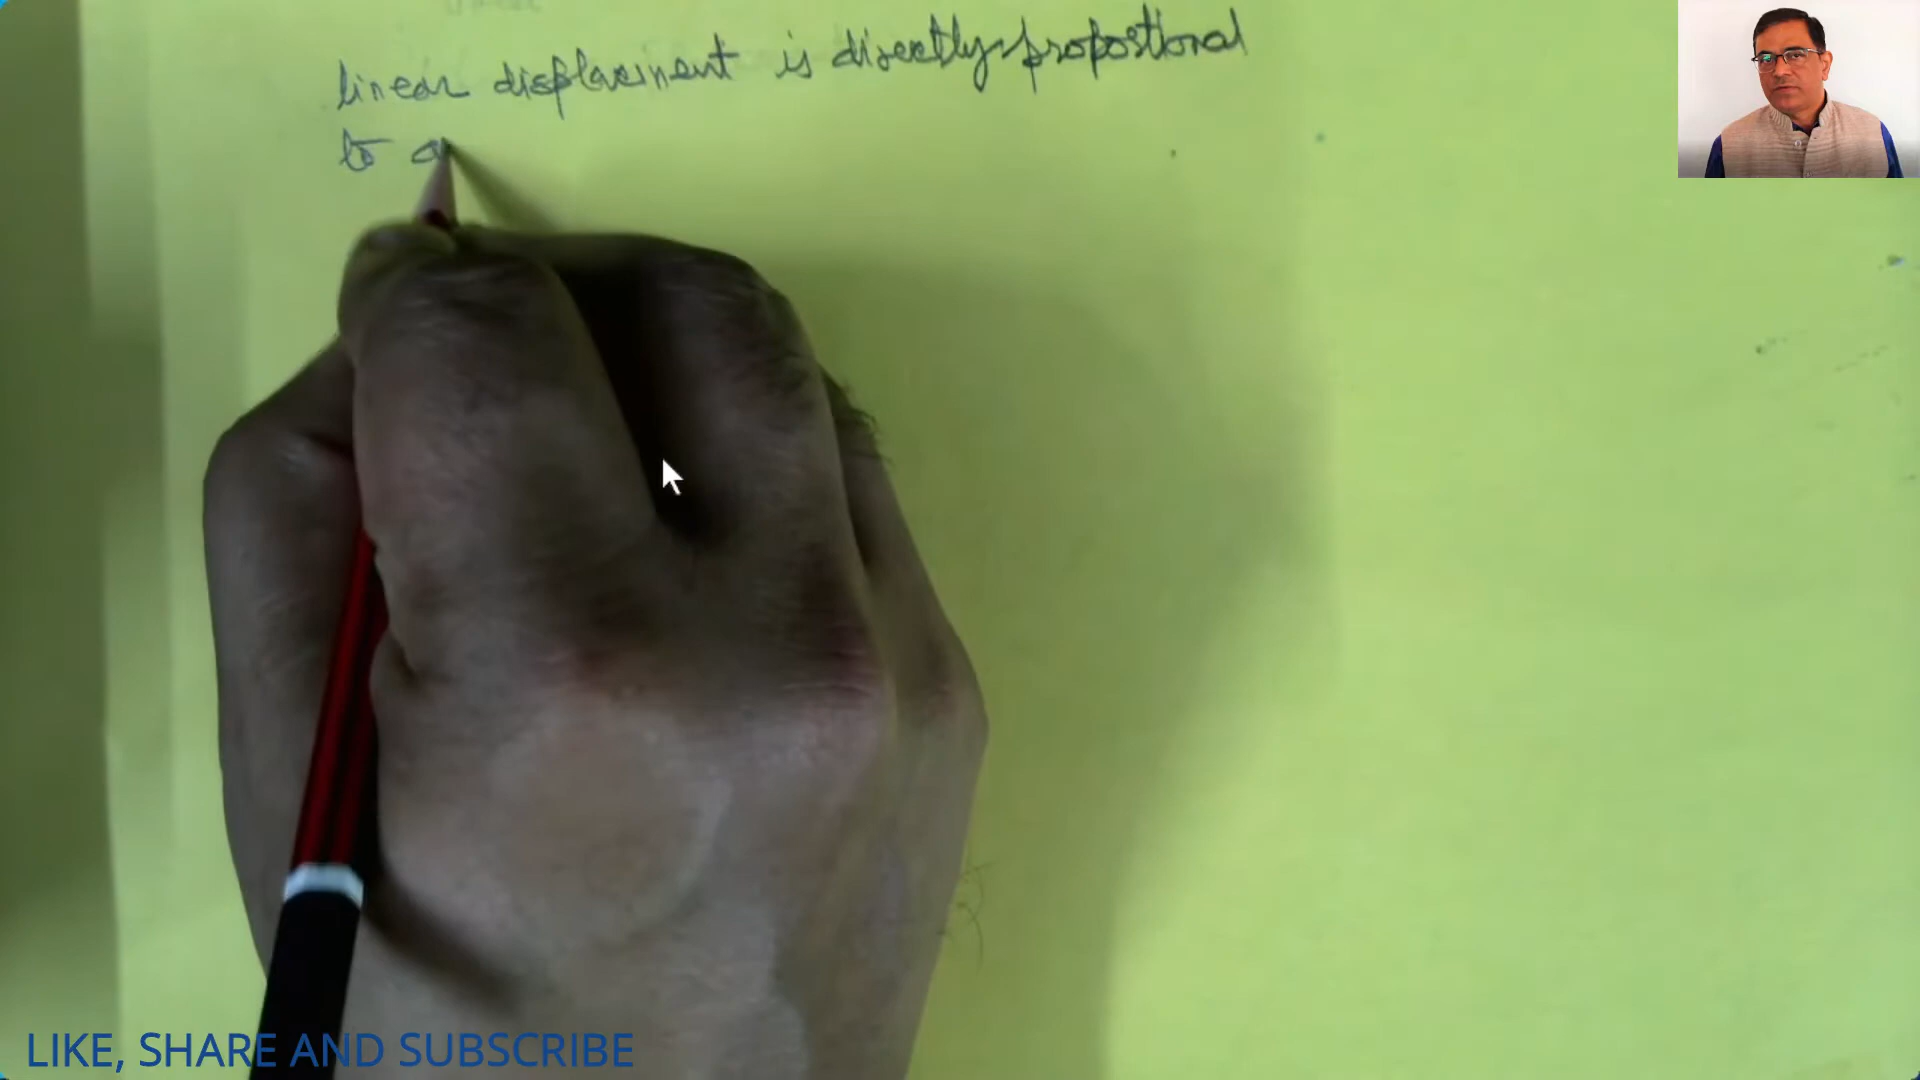 linear displacement is directly proportional
to a
LIKE, SHARE AND SUBSCRIBE